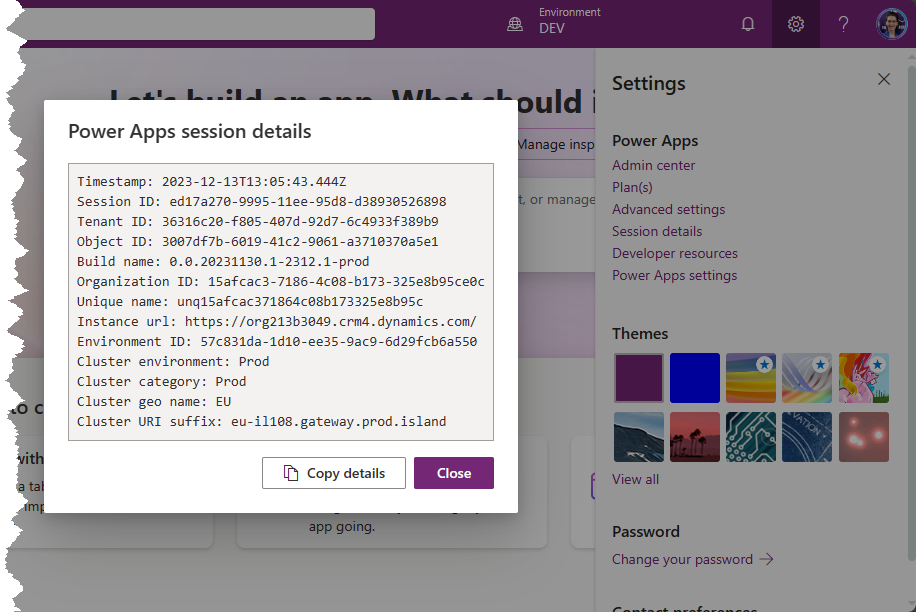 Environment
DEV
Let's build an app. What should i
Manage insp
t, or manage
Power Apps session details
Timestamp: 2023-12-13T13:05:43.444Z
Session ID: ed17a270-9995-11ee-95d8-d38930526898
Tenant ID: 36316c20-f805-407d-92d7-6c4933f389b9
Object ID: 3007df7b-6019-41c2-9061-a3710370a5e1
Build name: 0.0.20231130.1-2312.1-prod
Organization ID: 15afcac3-7186-4c08-b173-325e8b95ce0c
Unique name: unq15afcac371864c08b173325e8b95c
Instance url: https://org213b3049.crm4.dynamics.com/
Environment ID: 57c831da-1d10-ee35-9ac9-6d29fcb6a550
Cluster environment: Prod
Cluster category: Prod
Cluster geo name: EU
Cluster URI suffix: eu-il108.gateway.prod.island
Copy details
Close
to c
with
a tab
imp
app going.
Settings
Power Apps
Admin center
Plan(s)
Advanced settings
Session details
Developer resources
Power Apps settings
Themes
View all
Password
Change your password
Contact preferences